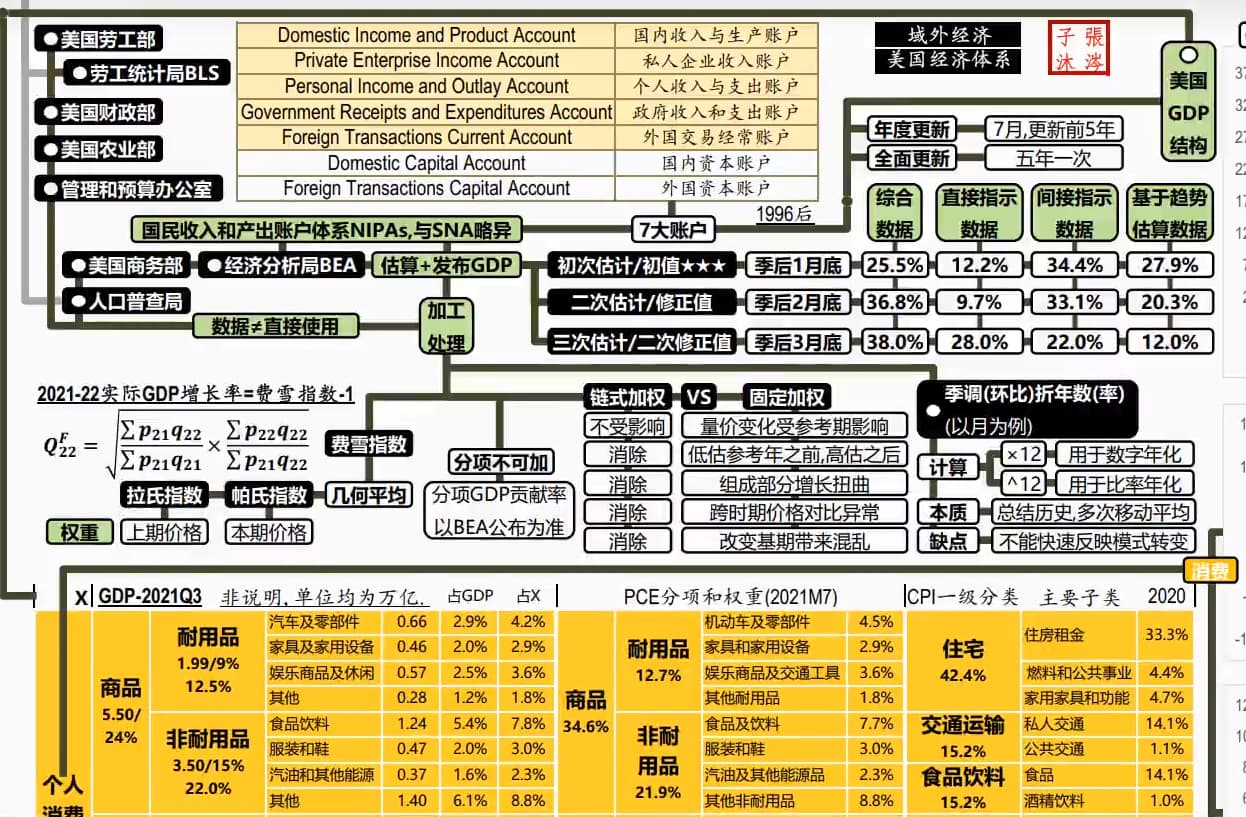 美国劳工部
劳工统计局BLS
美国财政部
美国农业部
管理和预算办公室
Domestic Income and Product Account 国内收入与生产账户
Private Enterprise Income Account 私人企业收入账户
Personal Income and Outlay Account 个人收入与支出账户
Government Receipts and Expenditures Account 政府收入和支出账户
Foreign Transactions Current Account 外国交易经常账户
Domestic Capital Account 国内资本账户
Foreign Transactions Capital Account 外国资本账户
域外经济
美国经济体系
子 張
沐 涔
美国
GDP
结构
年度更新 7月,更新前5年
全面更新 五年一次
国民收入和产出账户体系NIPAs,与SNA略异
7大账户
1996后
综合 直接指示 间接指示 基于趋势
数据 数据 数据 估算数据
美国商务部 经济分析局BEA 估算+发布GDP
初次估计/初值★★★ 季后1月底 25.5% 12.2% 34.4% 27.9%
人口普查局
二次估计/修正值 季后2月底 36.8% 9.7% 33.1% 20.3%
三次估计/二次修正值 季后3月底 38.0% 28.0% 22.0% 12.0%
数据≠直接使用
加工
处理
2021-22实际GDP增长率=费雪指数-1
Q^F_22 = √(∑p21q22/∑p21q21 × ∑p22q22/∑p21q22)
费雪指数
拉氏指数 帕氏指数 几何平均
权重 上期价格 本期价格
分项不可加
分项GDP贡献率
以BEA公布为准
链式加权 VS 固定加权
不受影响 量价变化受参考期影响
消除 低估参考年之前,高估之后
消除 组成部分增长扭曲
消除 跨时期价格对比异常
消除 改变基期带来混乱
季调(环比)折年数(率)
(以月为例)
计算 ×12 用于数字年化
^12 用于比率年化
本质 总结历史,多次移动平均
缺点 不能快速反映模式转变
消费
X GDP-2021Q3 非说明,单位均为万亿. 占GDP 占X
个人
消费
商品
5.50/
24%
耐用品
1.99/9%
12.5%
汽车及零部件 0.66 2.9% 4.2%
家具及家用设备 0.46 2.0% 2.9%
娱乐商品及休闲 0.57 2.5% 3.6%
其他 0.28 1.2% 1.8%
非耐用品
3.50/15%
22.0%
食品饮料 1.24 5.4% 7.8%
服装和鞋 0.47 2.0% 3.0%
汽油和其他能源 0.37 1.6% 2.3%
其他 1.40 6.1% 8.8%
PCE分项和权重(2021M7)
商品
34.6%
耐用品
12.7%
机动车及零部件 4.5%
家具和家用设备 2.9%
娱乐商品及交通工具 3.6%
其他耐用品 1.8%
非耐
用品
21.9%
食品及饮料 7.7%
服装和鞋 3.0%
汽油及其他能源品 2.3%
其他非耐用品 8.8%
CPI一级分类 主要子类 2020
住宅
42.4%
住房租金 33.3%
燃料和公共事业 4.4%
家用家具和功能 4.7%
交通运输
15.2%
私人交通 14.1%
公共交通 1.1%
食品饮料
15.2%
食品 14.1%
酒精饮料 1.0%